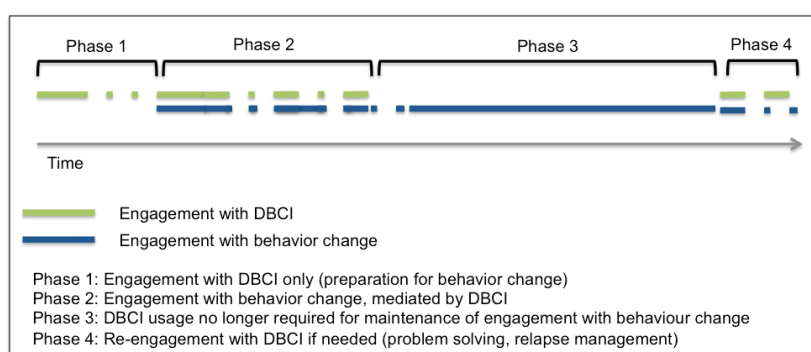 Phase 1 Phase 2 Phase 3 Phase 4
Time
Engagement with DBCI
Engagement with behavior change
Phase 1: Engagement with DBCI only (preparation for behavior change)
Phase 2: Engagement with behavior change, mediated by DBCI
Phase 3: DBCI usage no longer required for maintenance of engagement with behaviour change
Phase 4: Re-engagement with DBCI if needed (problem solving, relapse management)